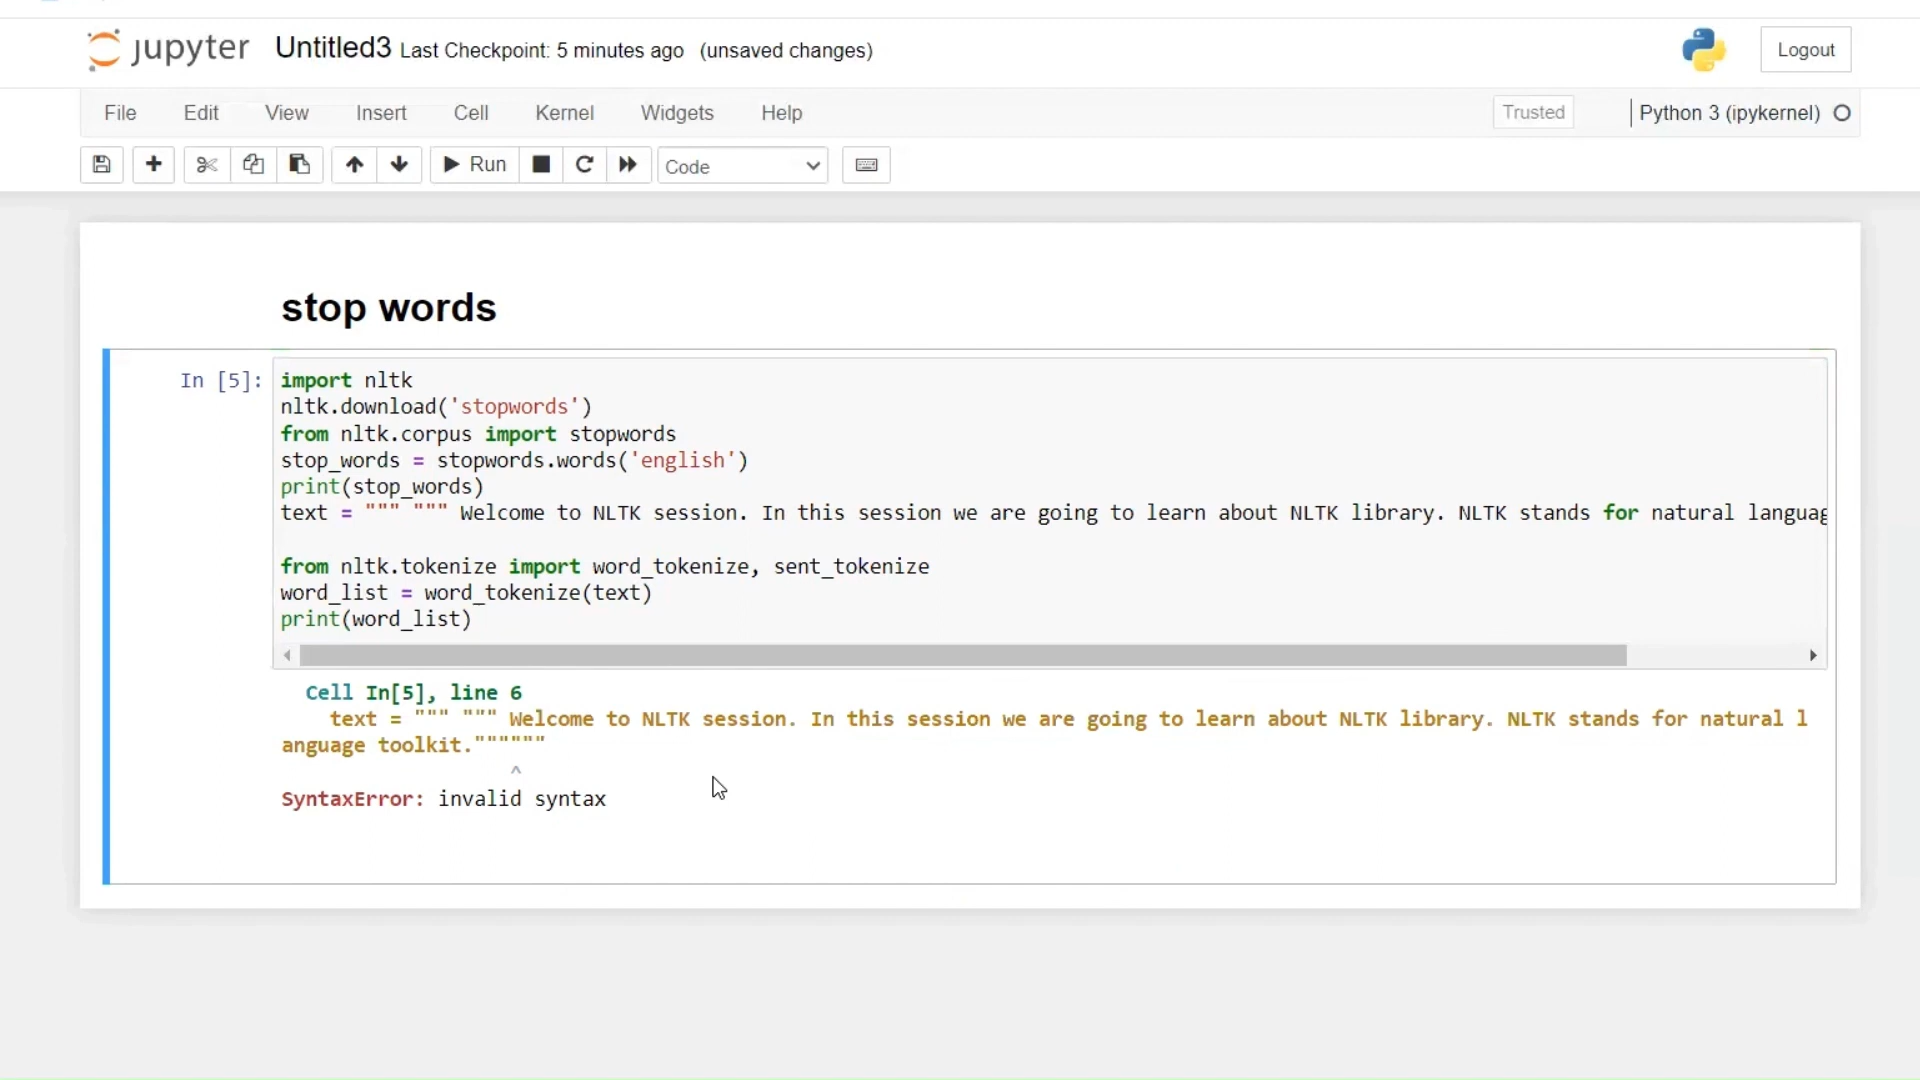 jupyter Untitled3 Last Checkpoint: 5 minutes ago (unsaved changes) Logout
File Edit View Insert Cell Kernel Widgets Help Trusted Python 3 (ipykernel)
Run Code
stop words
In [5]: import nltk
nltk.download('stopwords')
from nltk.corpus import stopwords
stop_words = stopwords.words('english')
print(stop_words)
text = """ """ Welcome to NLTK session. In this session we are going to learn about NLTK library. NLTK stands for natural languag
from nltk.tokenize import word_tokenize, sent_tokenize
word_list = word_tokenize(text)
print(word_list)
Cell In[5], line 6
text = """ """ Welcome to NLTK session. In this session we are going to learn about NLTK library. NLTK stands for natural l
anguage toolkit.""""""
^
SyntaxError: invalid syntax